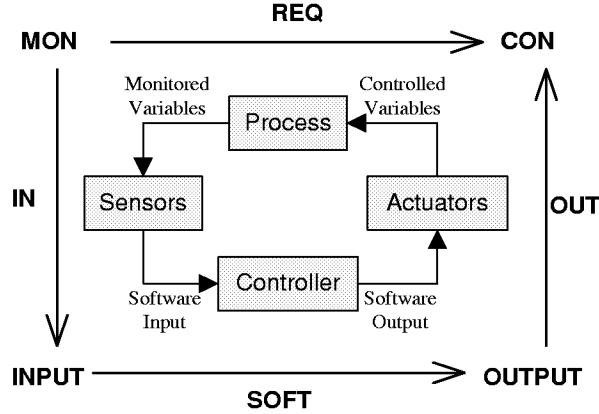 REQ
MON
CON
Monitored
Variables
Controlled
Variables
Process
IN
Sensors
Actuators
OUT
Controller
Software
Input
Software
Output
INPUT
OUTPUT
SOFT